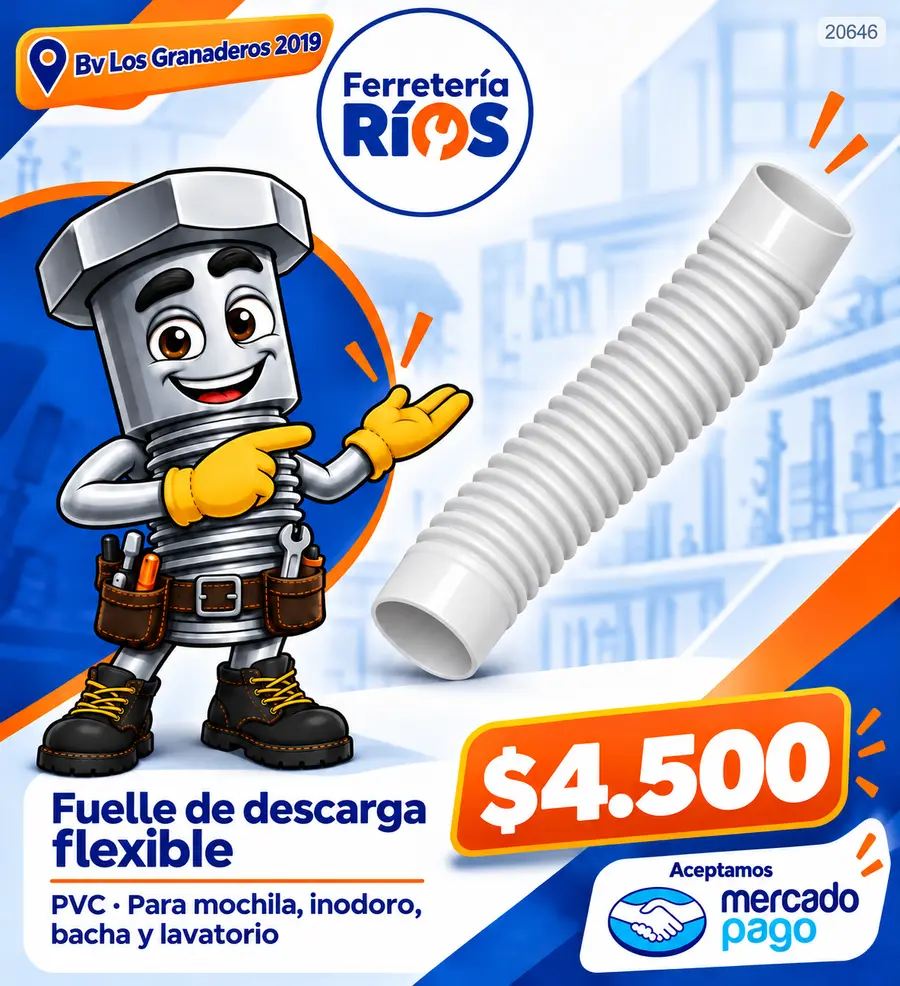 Bv Los Granaderos 2019
Ferretería
RÍOS
20646
$4.500
Fuelle de descarga
flexible
PVC · Para mochila, inodoro,
bacha y lavatorio
Aceptamos
mercado
pago